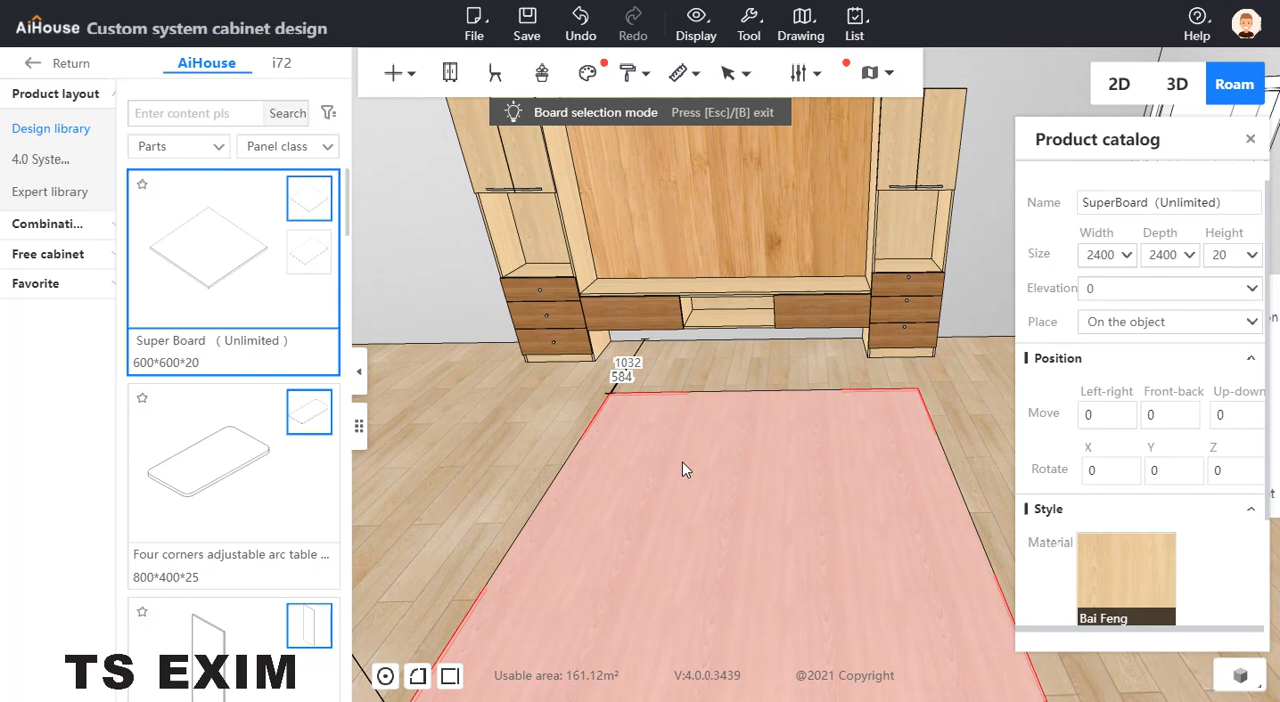 AiHouse Custom system cabinet design
File
Save
Undo
Redo
Display
Tool
Drawing
List
Help
Return
AiHouse
i72
Product layout
Design library
4.0 Syste...
Expert library
Combinati...
Free cabinet
Favorite
Enter content pls
Search
Parts
Panel class
Super Board （ Unlimited ）
600*600*20
Four corners adjustable arc table ...
800*400*25
TS EXIM
Board selection mode Press [Esc]/[B] exit
2D
3D
Roam
1032
584
Product catalog
Name SuperBoard（Unlimited）
Width Depth Height
Size 2400 2400 20
Elevation 0
Place On the object
Position
Left-right Front-back Up-down
Move 0 0 0
X Y Z
Rotate 0 0 0
Style
Material
Bai Feng
Usable area: 161.12m²
V:4.0.0.3439
@2021 Copyright